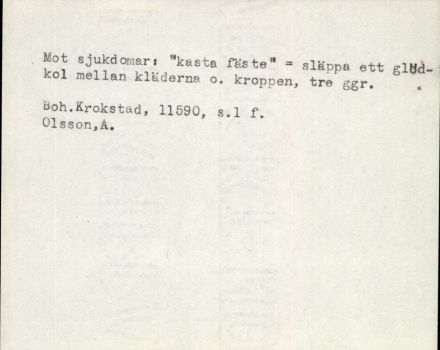 Mot sjukdomar: "kasta fäste" = släppa ett glöd-
kol mellan kläderna o. kroppen, tre ggr.
Boh.Krokstad, 11590, s.1 f.
Olsson,A.